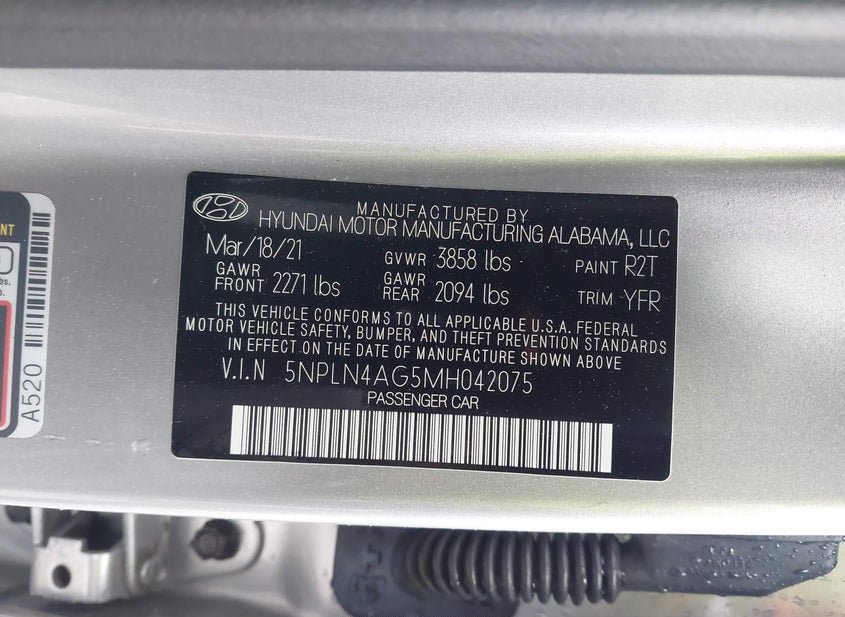 MANUFACTURED BY
HYUNDAI MOTOR MANUFACTURING ALABAMA, LLC
Mar/18/21 GVWR 3858 lbs PAINT R2T
GAWR FRONT 2271 lbs GAWR REAR 2094 lbs TRIM YFR
THIS VEHICLE CONFORMS TO ALL APPLICABLE U.S.A. FEDERAL
MOTOR VEHICLE SAFETY, BUMPER, AND THEFT PREVENTION STANDARDS
IN EFFECT ON THE DATE OF MANUFACTURE SHOWN ABOVE
V.I.N 5NPLN4AG5MH042075
PASSENGER CAR
A520